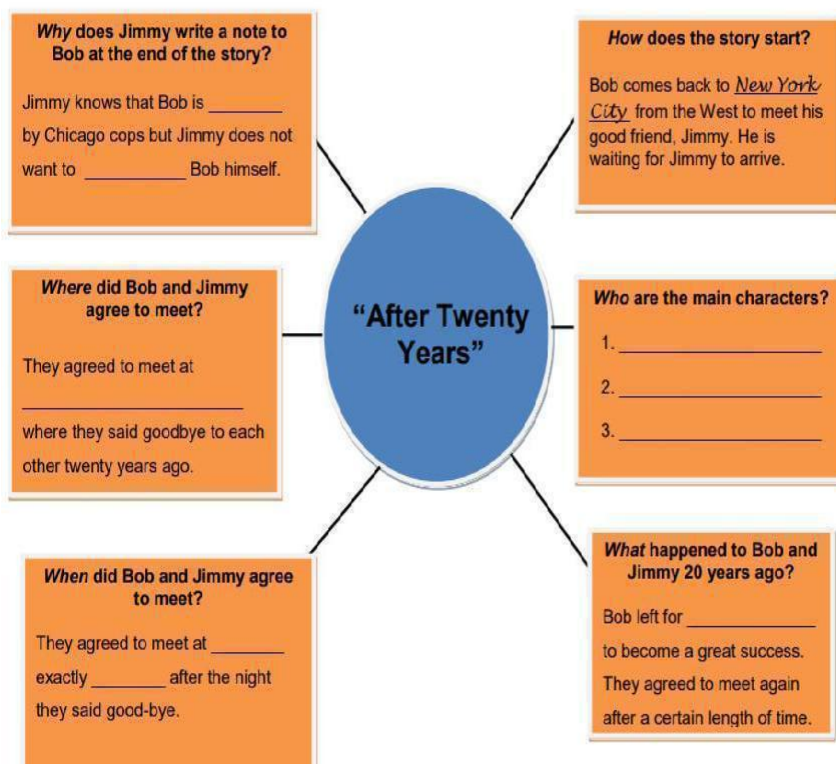 Why does Jimmy write a note to
Bob at the end of the story?
Jimmy knows that Bob is ________
by Chicago cops but Jimmy does not
want to ___________ Bob himself.
How does the story start?
Bob comes back to New York
City from the West to meet his
good friend, Jimmy. He is
waiting for Jimmy to arrive.
Where did Bob and Jimmy
agree to meet?
They agreed to meet at
________________________
where they said goodbye to each
other twenty years ago.
"After Twenty
Years"
Who are the main characters?
1. ______________________
2. ______________________
3. ______________________
When did Bob and Jimmy agree
to meet?
They agreed to meet at ________
exactly ________ after the night
they said good-bye.
What happened to Bob and
Jimmy 20 years ago?
Bob left for ______________
to become a great success.
They agreed to meet again
after a certain length of time.